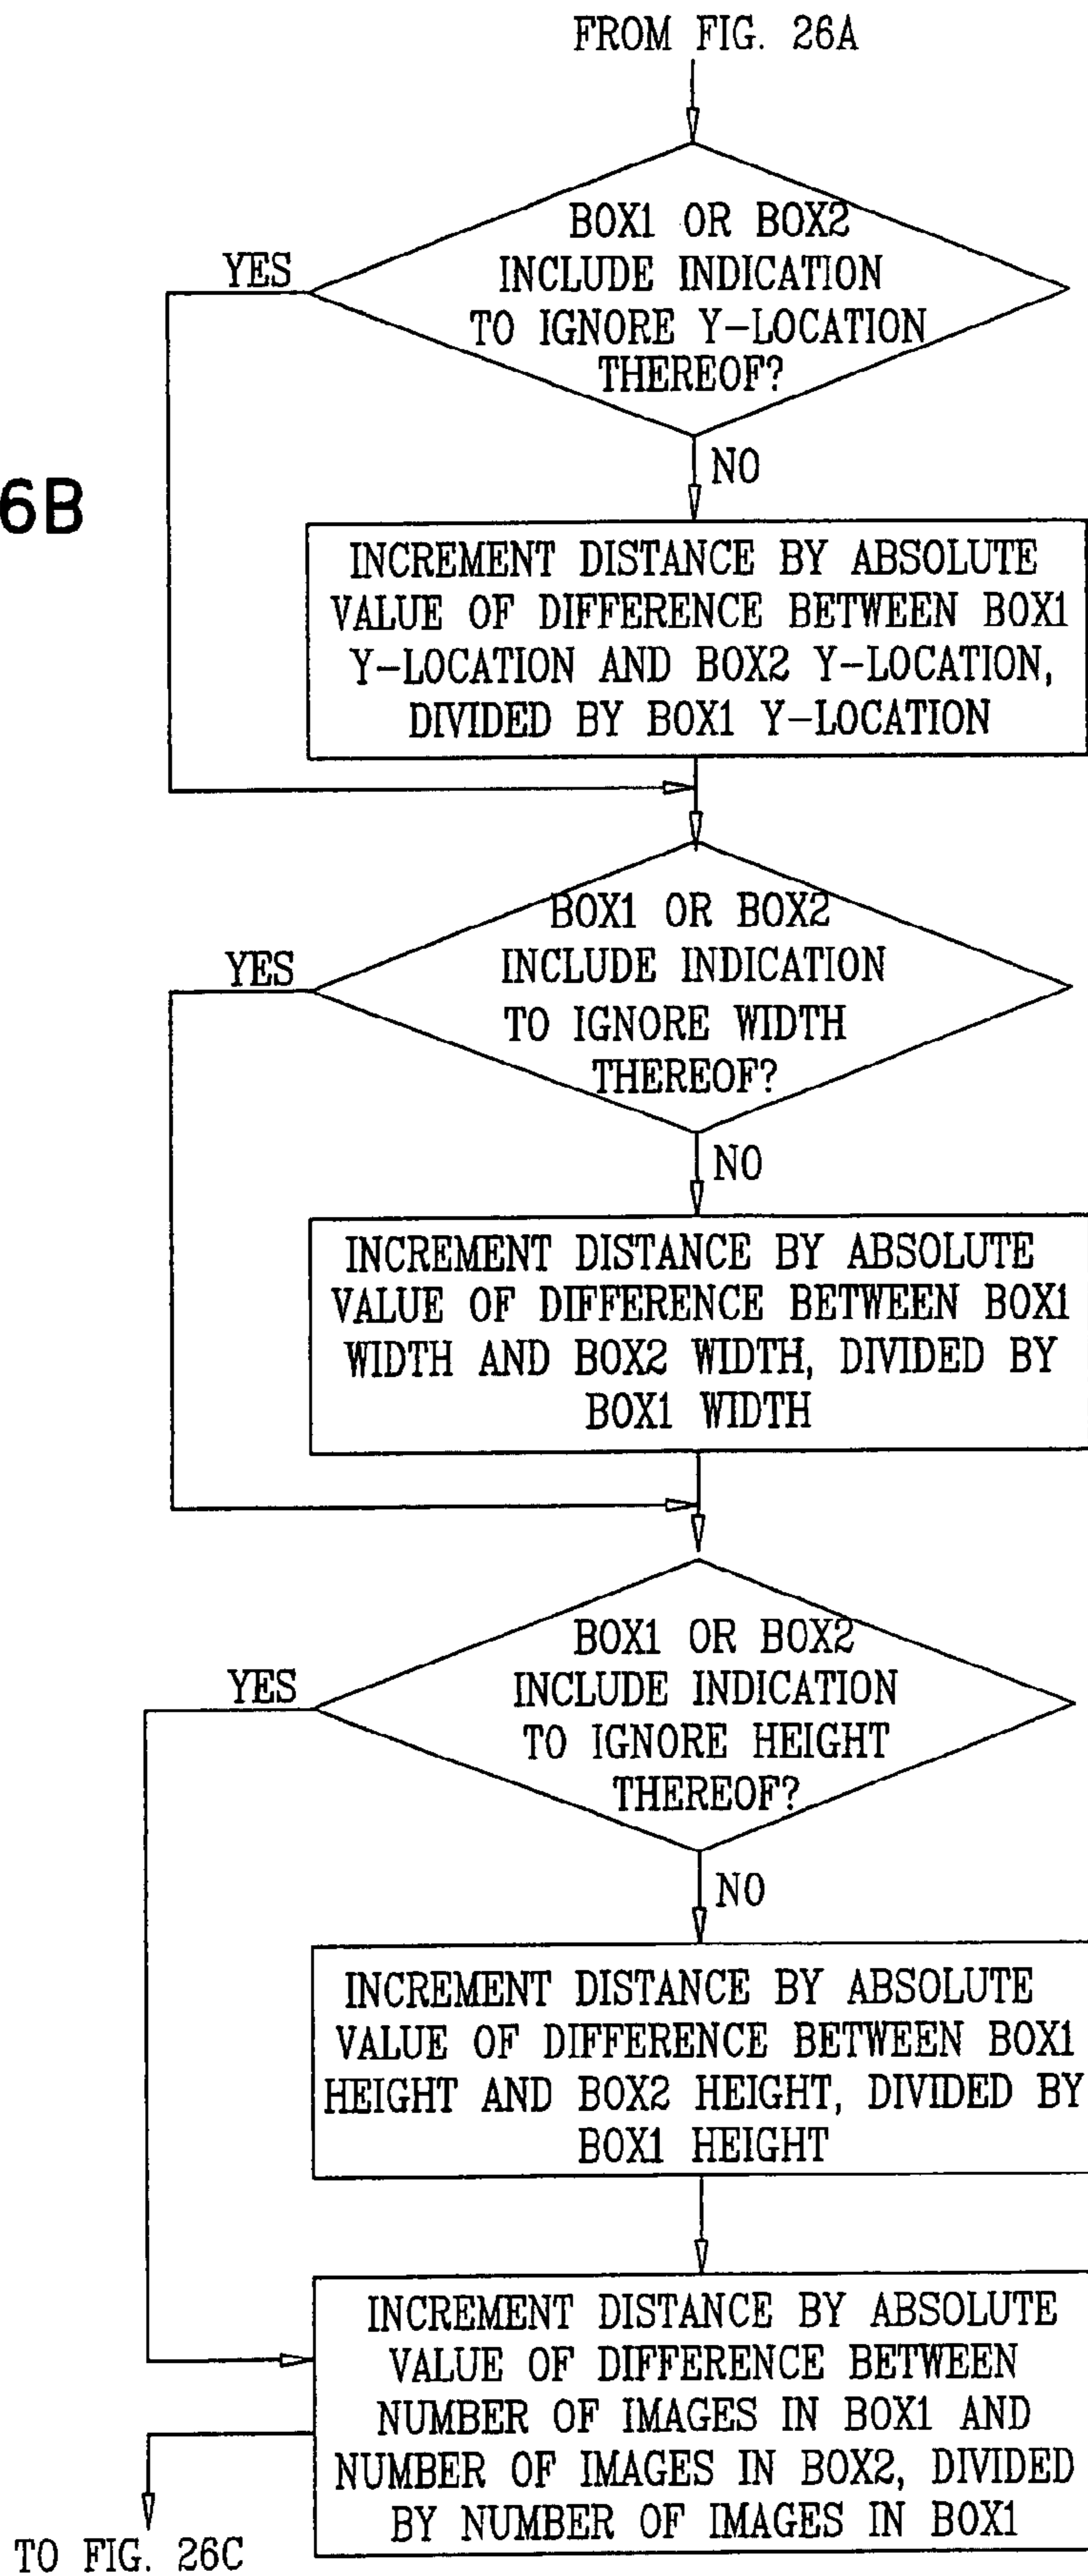 FROM FIG. 26A
BOX1 OR BOX2
INCLUDE INDICATION
TO IGNORE Y-LOCATION
THEREOF?
YES
NO
6B
INCREMENT DISTANCE BY ABSOLUTE
VALUE OF DIFFERENCE BETWEEN BOX1
Y-LOCATION AND BOX2 Y-LOCATION,
DIVIDED BY BOX1 Y-LOCATION
BOX1 OR BOX2
INCLUDE INDICATION
TO IGNORE WIDTH
THEREOF?
YES
NO
INCREMENT DISTANCE BY ABSOLUTE
VALUE OF DIFFERENCE BETWEEN BOX1
WIDTH AND BOX2 WIDTH, DIVIDED BY
BOX1 WIDTH
BOX1 OR BOX2
INCLUDE INDICATION
TO IGNORE HEIGHT
THEREOF?
YES
NO
INCREMENT DISTANCE BY ABSOLUTE
VALUE OF DIFFERENCE BETWEEN BOX1
HEIGHT AND BOX2 HEIGHT, DIVIDED BY
BOX1 HEIGHT
INCREMENT DISTANCE BY ABSOLUTE
VALUE OF DIFFERENCE BETWEEN
NUMBER OF IMAGES IN BOX1 AND
NUMBER OF IMAGES IN BOX2, DIVIDED
BY NUMBER OF IMAGES IN BOX1
TO FIG. 26C